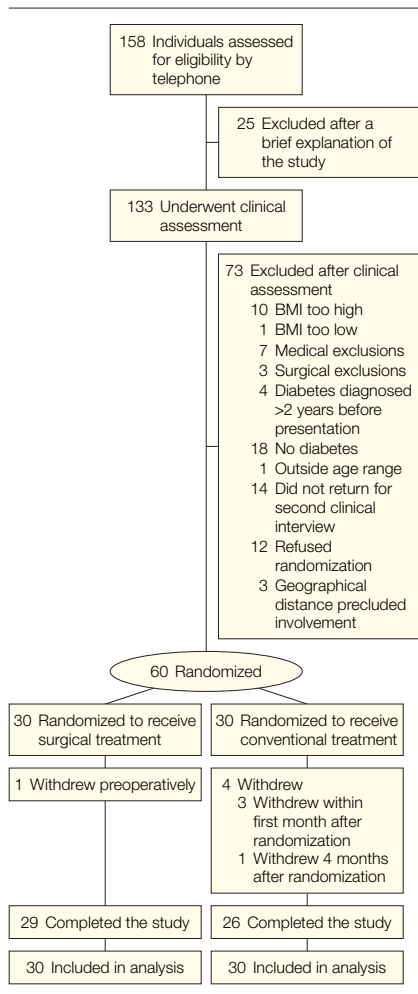 158 Individuals assessed
for eligibility by
telephone
25 Excluded after a
brief explanation of
the study
133 Underwent clinical
assessment
73 Excluded after clinical
assessment
10 BMI too high
1 BMI too low
7 Medical exclusions
3 Surgical exclusions
4 Diabetes diagnosed
>2 years before
presentation
18 No diabetes
1 Outside age range
14 Did not return for
second clinical
interview
12 Refused
randomization
3 Geographical
distance precluded
involvement
60 Randomized
30 Randomized to receive
surgical treatment
1 Withdrew preoperatively
29 Completed the study
30 Included in analysis
30 Randomized to receive
conventional treatment
4 Withdrew
3 Withdrew within
first month after
randomization
1 Withdrew 4 months
after randomization
26 Completed the study
30 Included in analysis